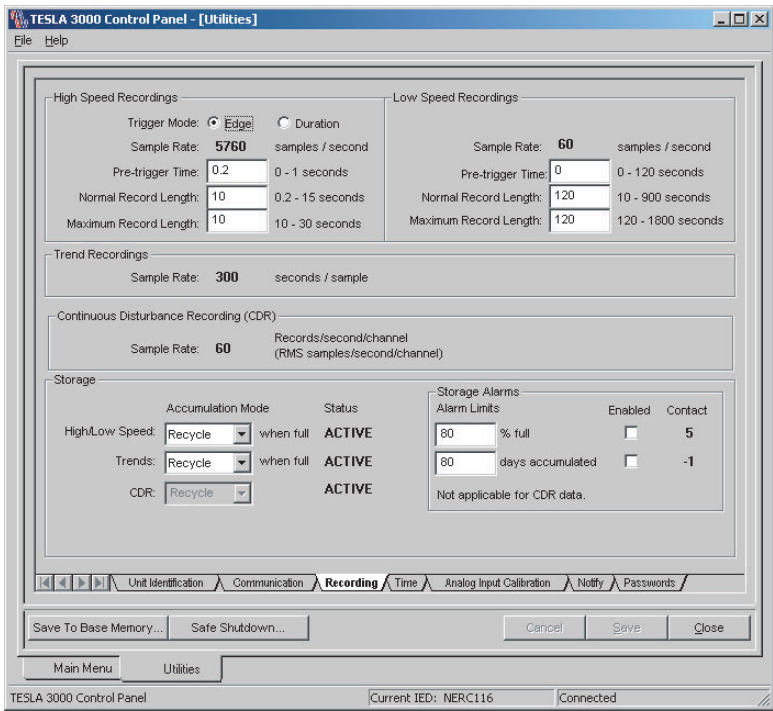 TESLA 3000 Control Panel - [Utilities]
File Help
High Speed Recordings
Trigger Mode: Edge Duration
Sample Rate: 5760 samples / second
Pre-trigger Time: 0.2 0 - 1 seconds
Normal Record Length: 10 0.2 - 15 seconds
Maximum Record Length: 10 10 - 30 seconds
Low Speed Recordings
Sample Rate: 60 samples / second
Pre-trigger Time: 0 0 - 120 seconds
Normal Record Length: 120 10 - 900 seconds
Maximum Record Length: 120 120 - 1800 seconds
Trend Recordings
Sample Rate: 300 seconds / sample
Continuous Disturbance Recording (CDR)
Sample Rate: 60 Records/second/channel
(RMS samples/second/channel)
Storage
Accumulation Mode Status
High/Low Speed: Recycle when full ACTIVE
Trends: Recycle when full ACTIVE
CDR: Recycle ACTIVE
Storage Alarms
Alarm Limits Enabled Contact
80 % full 5
80 days accumulated -1
Not applicable for CDR data.
Unit Identification Communication Recording Time Analog Input Calibration Notify Passwords
Save To Base Memory... Safe Shutdown... Cancel Save Close
Main Menu Utilities
TESLA 3000 Control Panel Current IED: NERC116 Connected